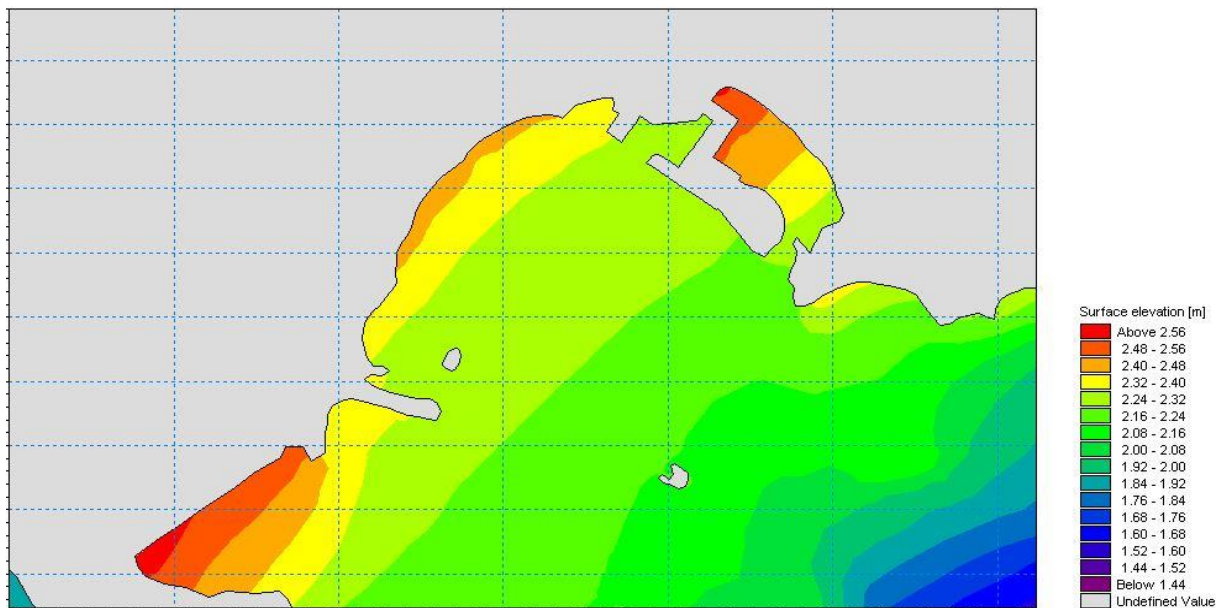 Surface elevation [m]
Above 2.56
2.48 - 2.56
2.40 - 2.48
2.32 - 2.40
2.24 - 2.32
2.16 - 2.24
2.08 - 2.16
2.00 - 2.08
1.92 - 2.00
1.84 - 1.92
1.76 - 1.84
1.68 - 1.76
1.60 - 1.68
1.52 - 1.60
1.44 - 1.52
Below 1.44
Undefined Value